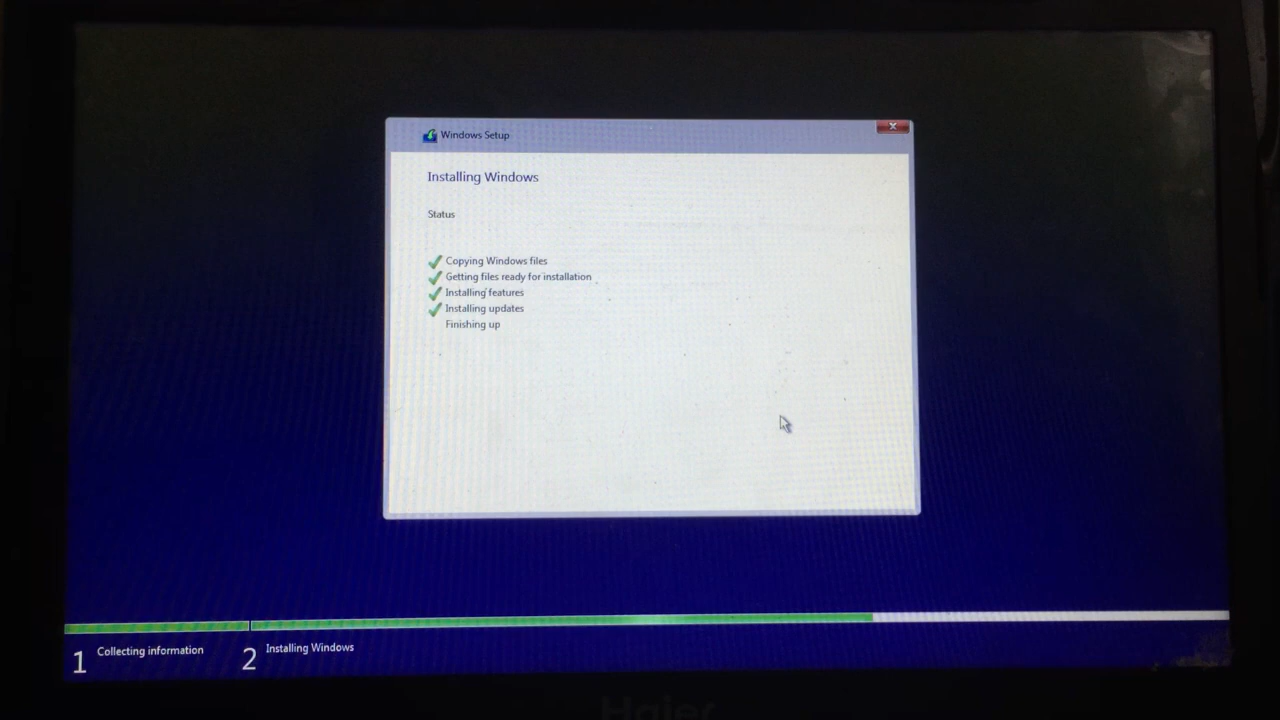 Windows Setup
Installing Windows
Status
Copying Windows files
Getting files ready for installation
Installing features
Installing updates
Finishing up
1 Collecting information
2 Installing Windows
Haier